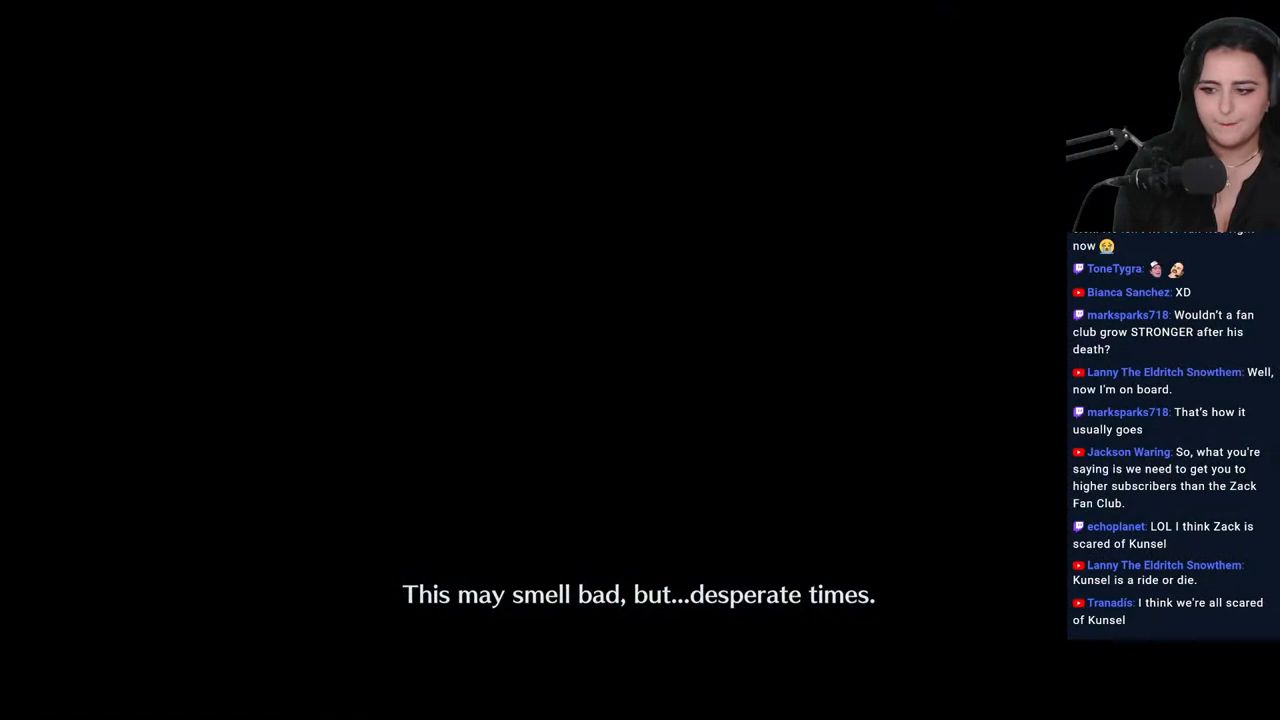 This may smell bad, but...desperate times.
now 😭
ToneTygra:
Bianca Sanchez: XD
marksparks718: Wouldn't a fan
club grow STRONGER after his
death?
Lanny The Eldritch Snowthem: Well,
now I'm on board.
marksparks718: That's how it
usually goes
Jackson Waring: So, what you're
saying is we need to get you to
higher subscribers than the Zack
Fan Club.
echoplanet: LOL I think Zack is
scared of Kunsel
Lanny The Eldritch Snowthem:
Kunsel is a ride or die.
Tranadís: I think we're all scared
of Kunsel